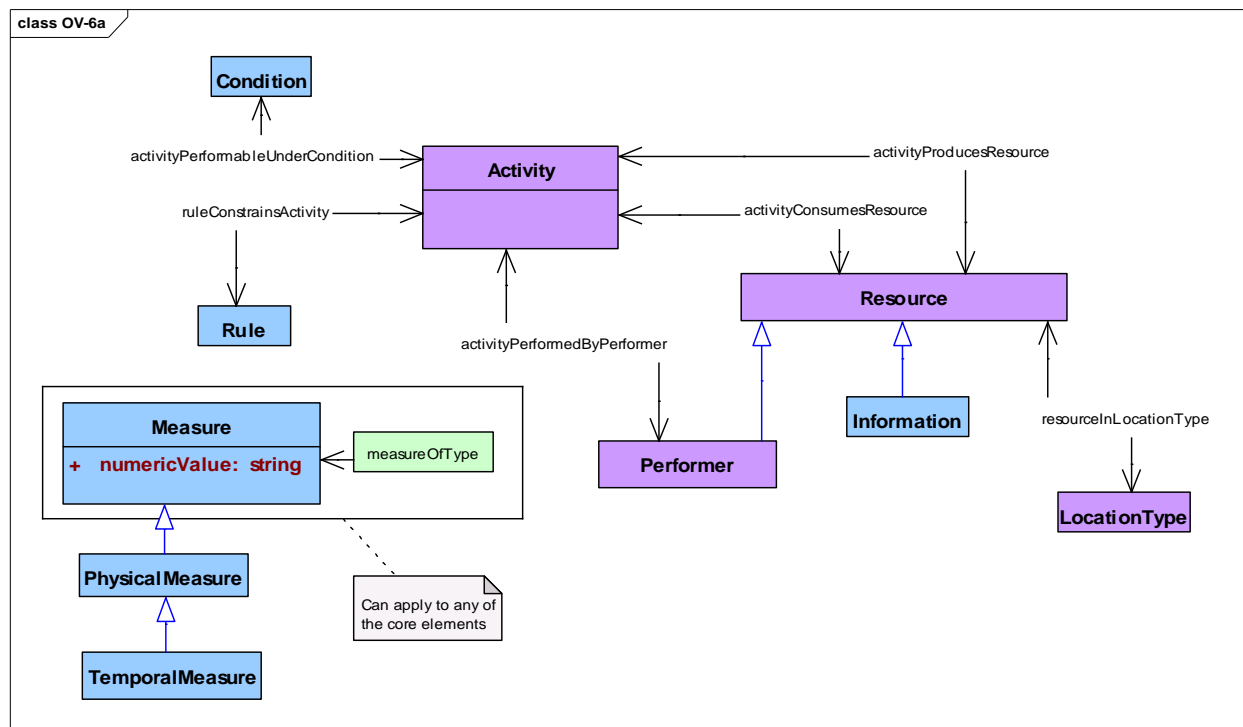 class OV-6a
Condition
activityPerformableUnderCondition
Activity
activityProducesResource
ruleConstrainsActivity
activityConsumesResource
Resource
Rule
activityPerformedByPerformer
Information
resourceInLocationType
Measure
+ numericValue: string
measureOfType
Performer
LocationType
PhysicalMeasure
Can apply to any of
the core elements
TemporalMeasure